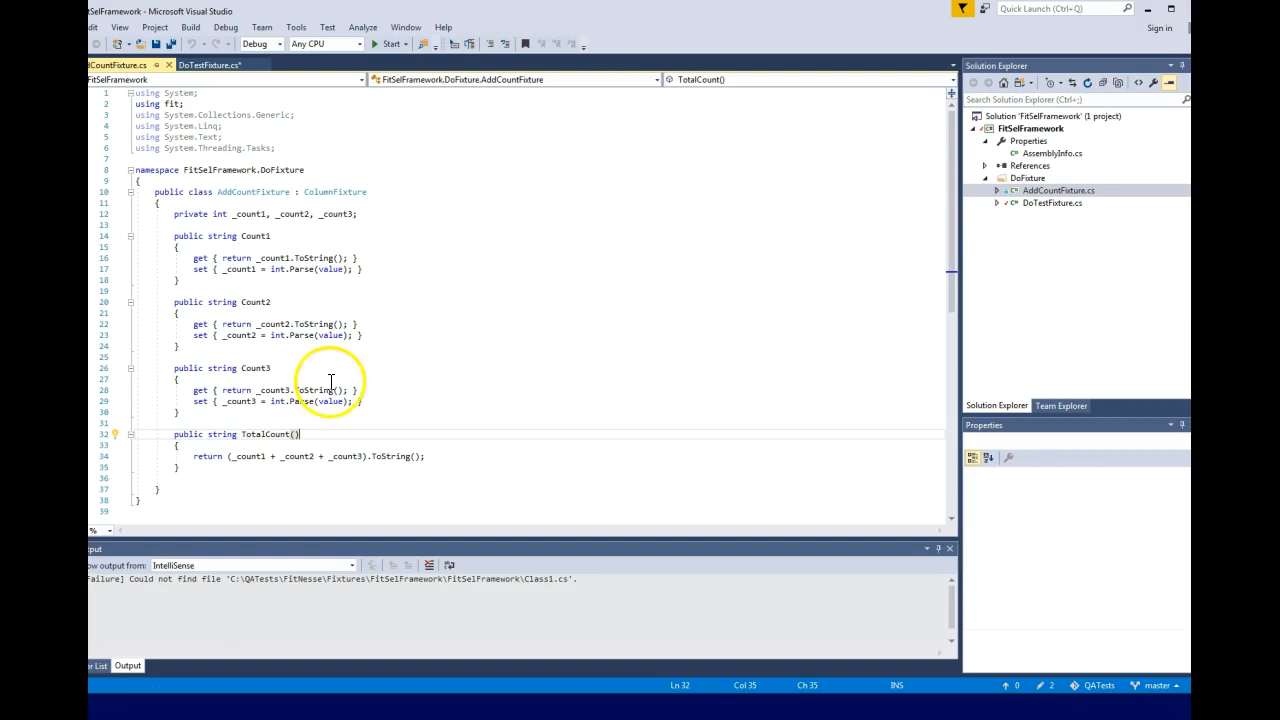 tSelFramework - Microsoft Visual Studio
Quick Launch (Ctrl+Q)
dit View Project Build Debug Team Tools Test Analyze Window Help
Sign in
Debug Any CPU Start
dCountFixture.cs DoTestFixture.cs*
FitSelFramework FitSelFramework.DoFixture.AddCountFixture TotalCount()
1 using System;
2 using fit;
3 using System.Collections.Generic;
4 using System.Linq;
5 using System.Text;
6 using System.Threading.Tasks;
7
8 namespace FitSelFramework.DoFixture
9 {
10 public class AddCountFixture : ColumnFixture
11 {
12 private int _count1, _count2, _count3;
13
14 public string Count1
15 {
16 get { return _count1.ToString(); }
17 set { _count1 = int.Parse(value); }
18 }
19
20 public string Count2
21 {
22 get { return _count2.ToString(); }
23 set { _count2 = int.Parse(value); }
24 }
25
26 public string Count3
27 {
28 get { return _count3.ToString(); }
29 set { _count3 = int.Parse(value); }
30 }
31
32 public string TotalCount()
33 {
34 return (_count1 + _count2 + _count3).ToString();
35 }
36
37 }
38 }
39
%
Solution Explorer
Search Solution Explorer (Ctrl+;)
Solution 'FitSelFramework' (1 project)
FitSelFramework
Properties
AssemblyInfo.cs
References
DoFixture
AddCountFixture.cs
DoTestFixture.cs
Solution Explorer Team Explorer
Properties
tput
ow output from: IntelliSense
Failure] Could not find file 'C:\QATests\FitNesse\Fixtures\FitSelFramework\FitSelFramework\Class1.cs'.
or List Output
Ln 32 Col 35 Ch 35 INS 0 2 QATests master